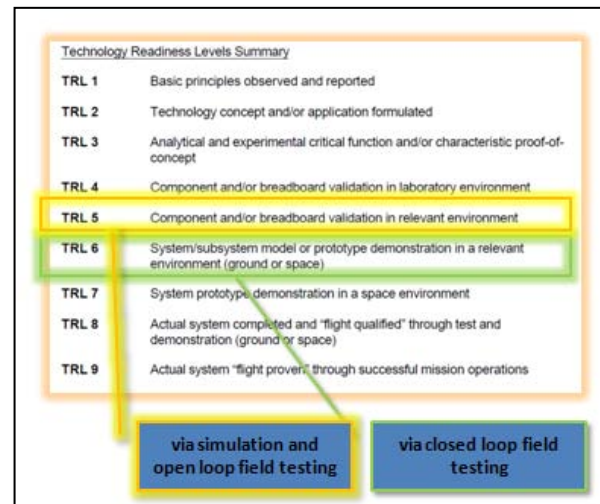 Technology Readiness Levels Summary
TRL 1 Basic principles observed and reported
TRL 2 Technology concept and/or application formulated
TRL 3 Analytical and experimental critical function and/or characteristic proof-of-
concept
TRL 4 Component and/or breadboard validation in laboratory environment
TRL 5 Component and/or breadboard validation in relevant environment
TRL 6 System/subsystem model or prototype demonstration in a relevant
environment (ground or space)
TRL 7 System prototype demonstration in a space environment
TRL 8 Actual system completed and "flight qualified" through test and
demonstration (ground or space)
TRL 9 Actual system "flight proven" through successful mission operations
via simulation and
open loop field testing
via closed loop field
testing